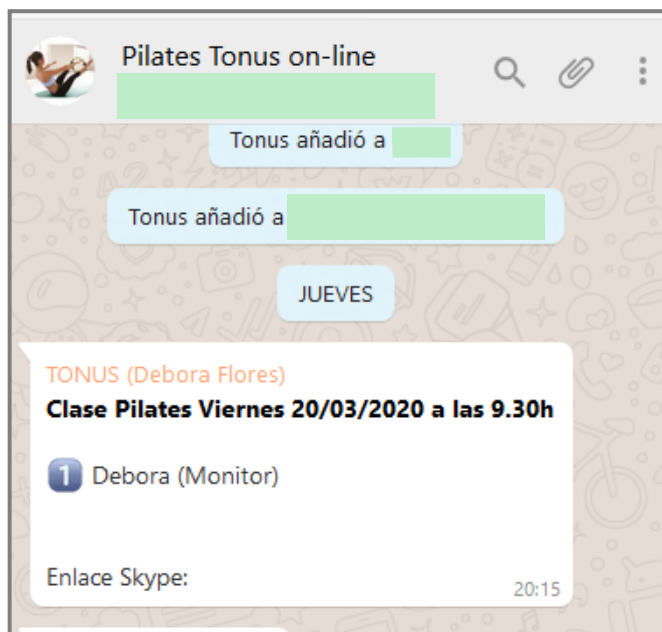 Pilates Tonus on-line
Tonus añadió a
Tonus añadió a
JUEVES
TONUS (Debora Flores)
Clase Pilates Viernes 20/03/2020 a las 9.30h
1 Debora (Monitor)
Enlace Skype:
20:15